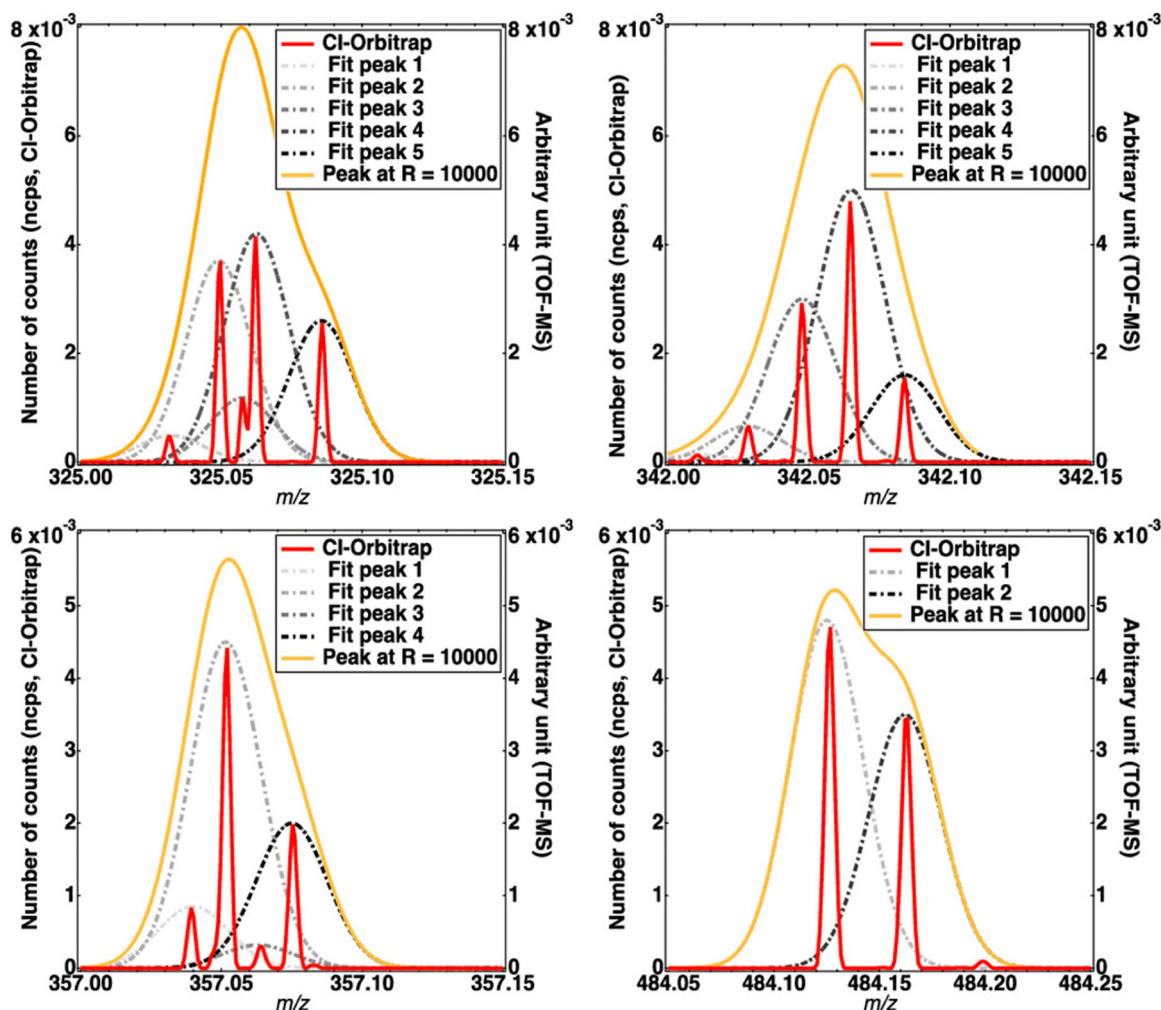 8 x10⁻³
8 x10⁻³
6
6
4
4
2
2
0
0
Number of counts (ncps, CI-Orbitrap)
Arbitrary unit (TOF-MS)
CI-Orbitrap
Fit peak 1
Fit peak 2
Fit peak 3
Fit peak 4
Fit peak 5
Peak at R = 10000
325.00
325.05
325.10
325.15
m/z
8 x10⁻³
8 x10⁻³
6
6
4
4
2
2
0
0
Number of counts (ncps, CI-Orbitrap)
Arbitrary unit (TOF-MS)
CI-Orbitrap
Fit peak 1
Fit peak 2
Fit peak 3
Fit peak 4
Fit peak 5
Peak at R = 10000
342.00
342.05
342.10
342.15
m/z
6 x10⁻³
6 x10⁻³
5
5
4
4
3
3
2
2
1
1
0
0
Number of counts (ncps, CI-Orbitrap)
Arbitrary unit (TOF-MS)
CI-Orbitrap
Fit peak 1
Fit peak 2
Fit peak 3
Fit peak 4
Peak at R = 10000
357.00
357.05
357.10
357.15
m/z
6 x10⁻³
6 x10⁻³
5
5
4
4
3
3
2
2
1
1
0
0
Number of counts (ncps, CI-Orbitrap)
Arbitrary unit (TOF-MS)
CI-Orbitrap
Fit peak 1
Fit peak 2
Peak at R = 10000
484.05
484.10
484.15
484.20
484.25
m/z